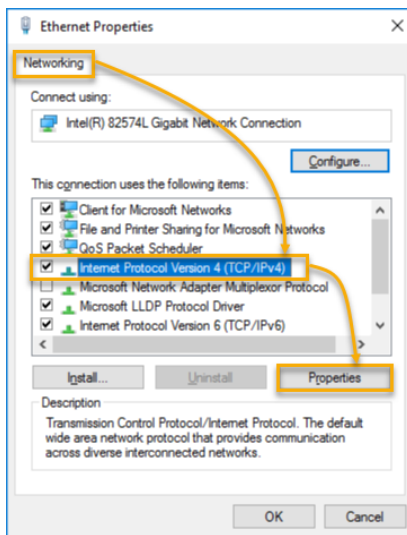 Ethernet Properties
Networking
Connect using:
Intel(R) 82574L Gigabit Network Connection
Configure...
This connection uses the following items:
Client for Microsoft Networks
File and Printer Sharing for Microsoft Networks
QoS Packet Scheduler
Internet Protocol Version 4 (TCP/IPv4)
Microsoft Network Adapter Multiplexor Protocol
Microsoft LLDP Protocol Driver
Internet Protocol Version 6 (TCP/IPv6)
Install...
Uninstall
Properties
Description
Transmission Control Protocol/Internet Protocol. The default
wide area network protocol that provides communication
across diverse interconnected networks.
OK
Cancel